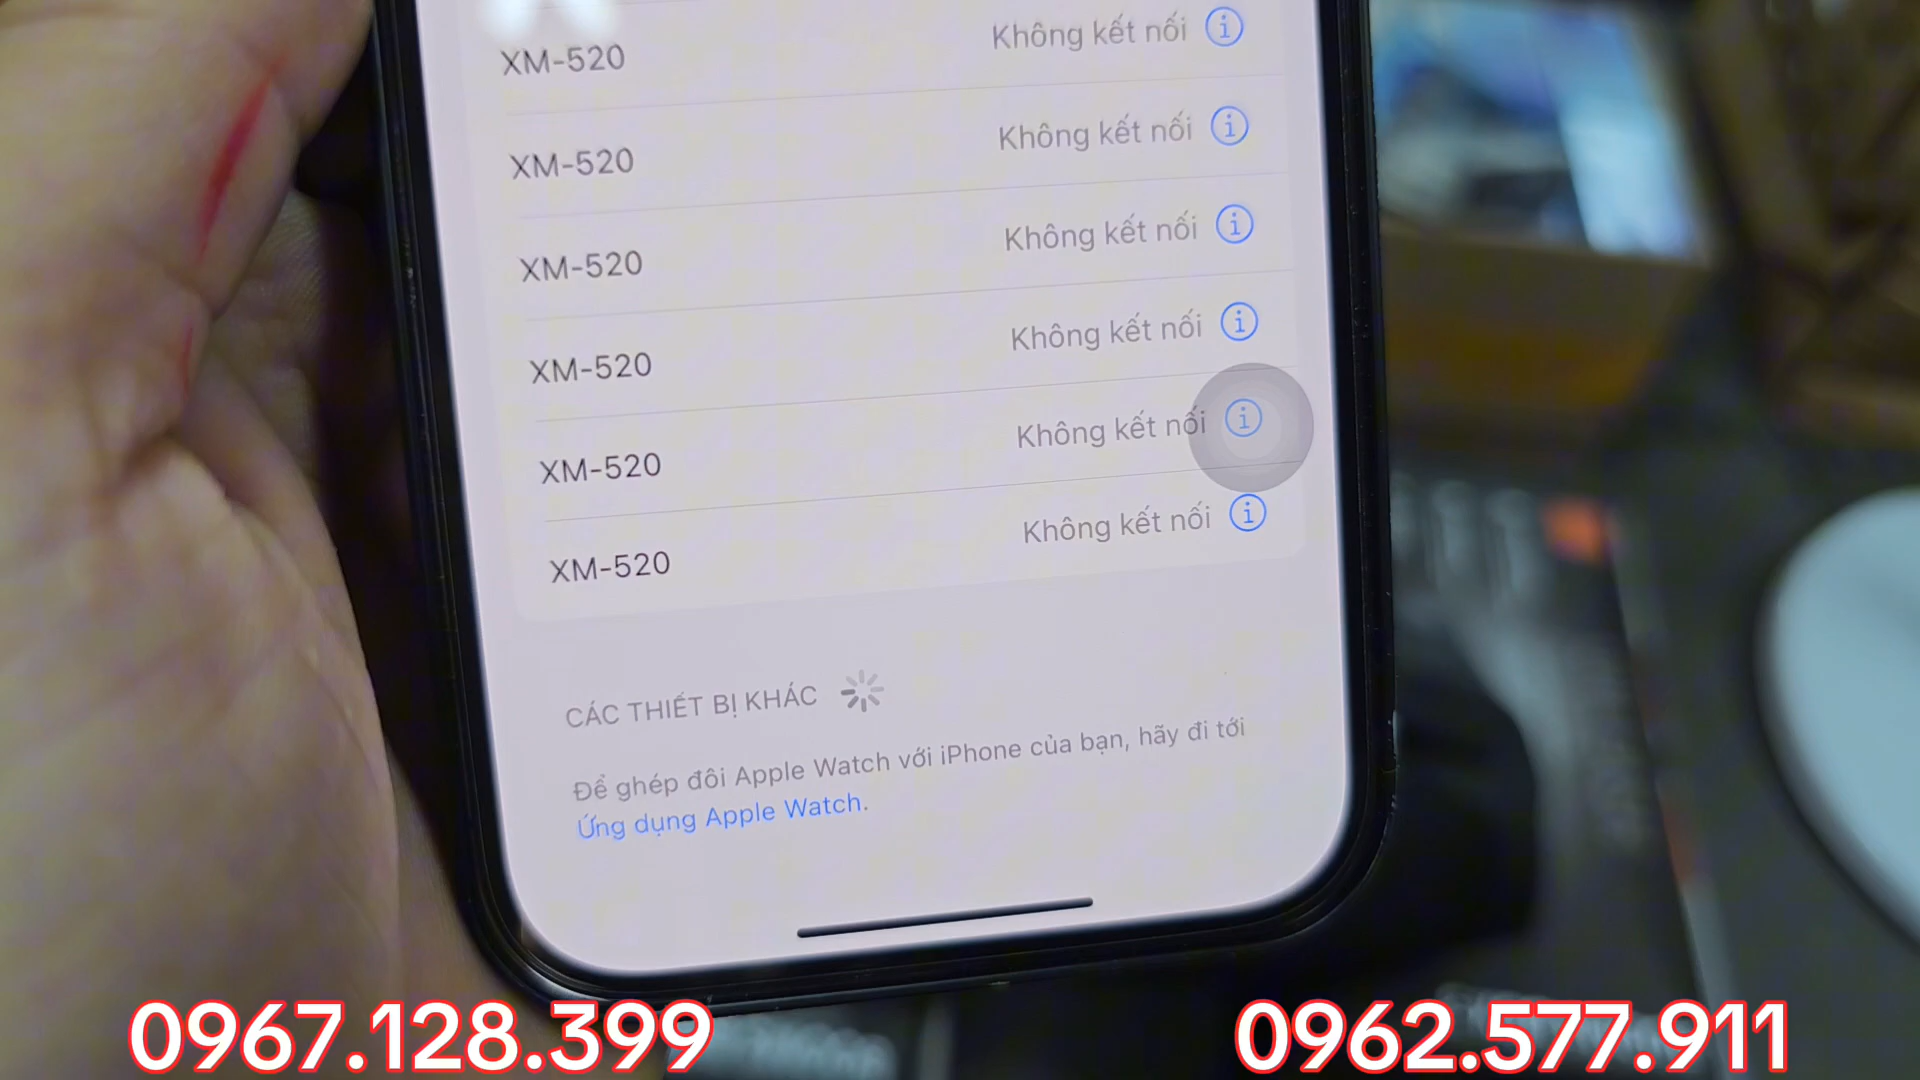 XM-520 Không kết nối
XM-520 Không kết nối
XM-520 Không kết nối
XM-520 Không kết nối
XM-520 Không kết nối
XM-520 Không kết nối
CÁC THIẾT BỊ KHÁC
Để ghép đôi Apple Watch với iPhone của bạn, hãy đi tới
Ứng dụng Apple Watch.
0967.128.399 0962.577.911